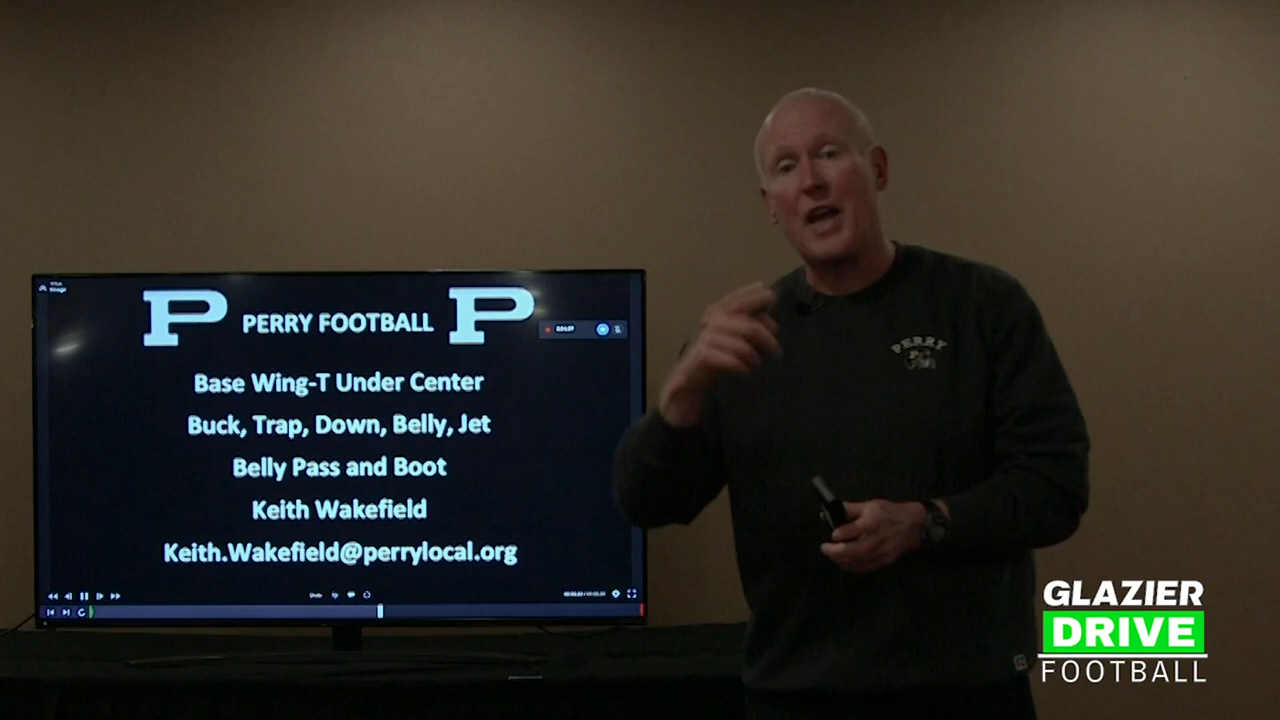 P PERRY FOOTBALL P
Base Wing-T Under Center
Buck, Trap, Down, Belly, Jet
Belly Pass and Boot
Keith Wakefield
Keith.Wakefield@perrylocal.org
PERRY
P
GLAZIER
DRIVE
FOOTBALL